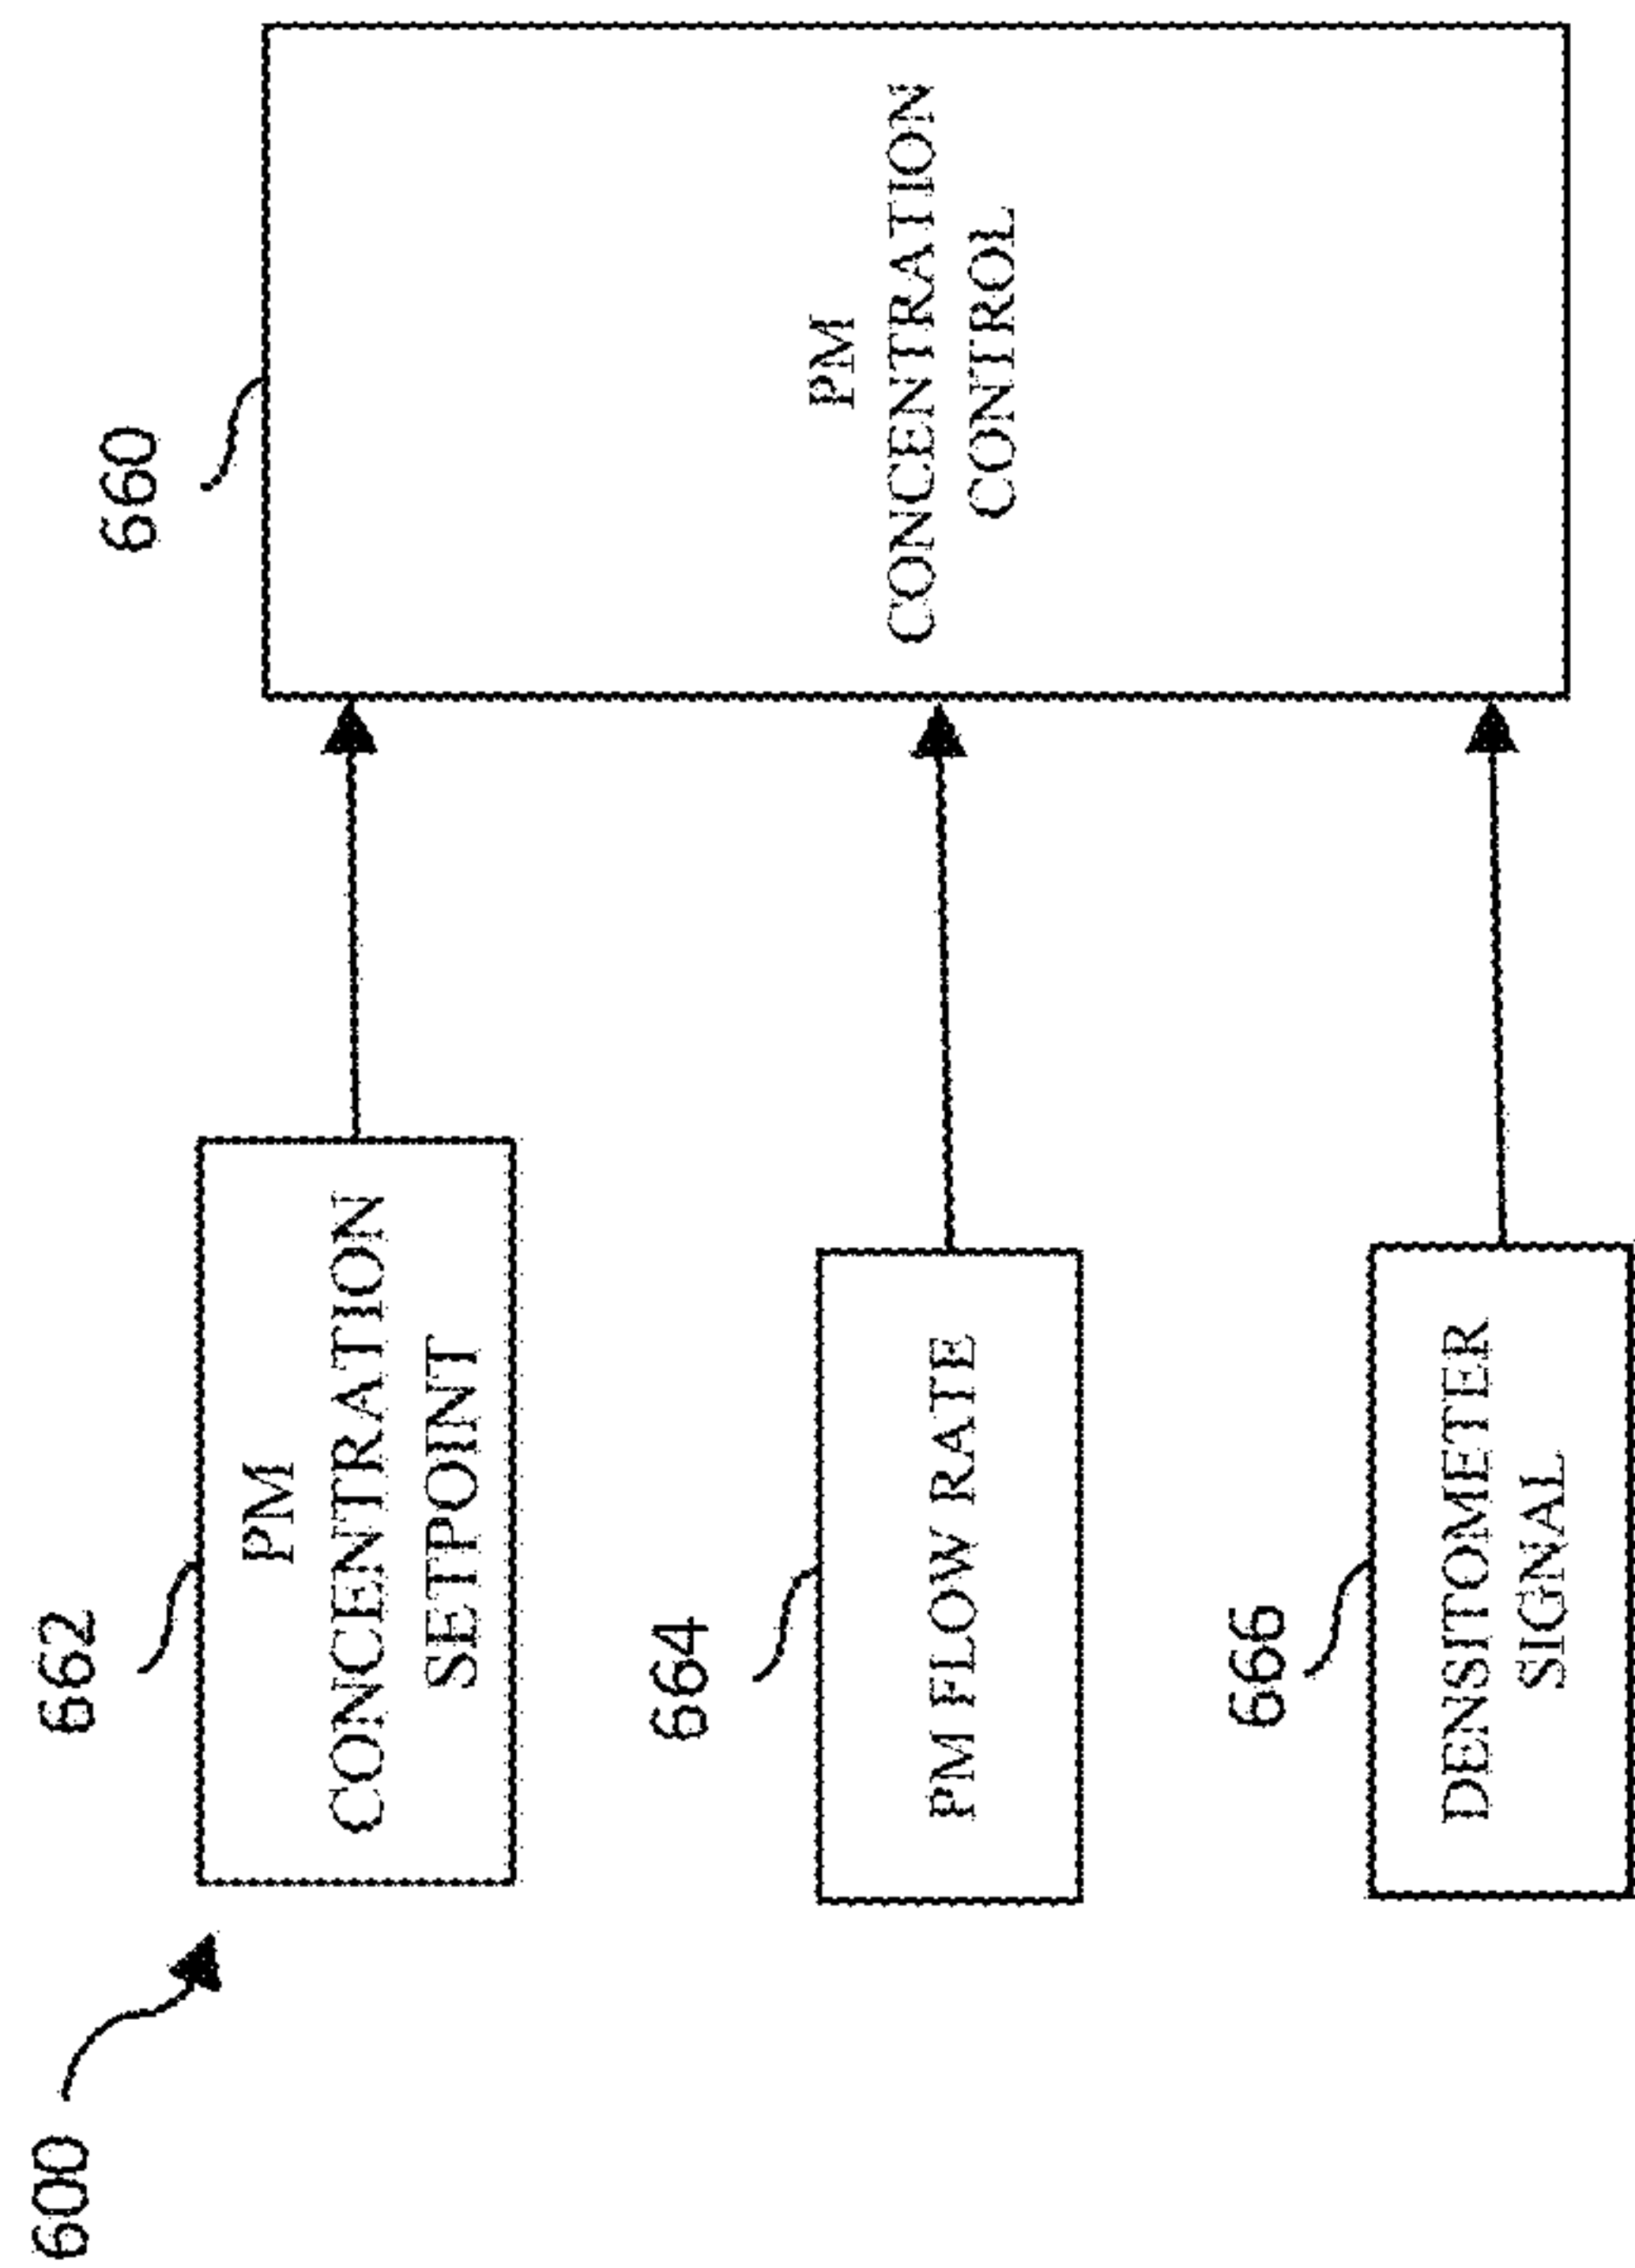 600
662
PM
CONCENTRATION
SETPOINT
664
PM FLOW RATE
666
DENSITOMETER
SIGNAL
660
PM
CONCENTRATION
CONTROL